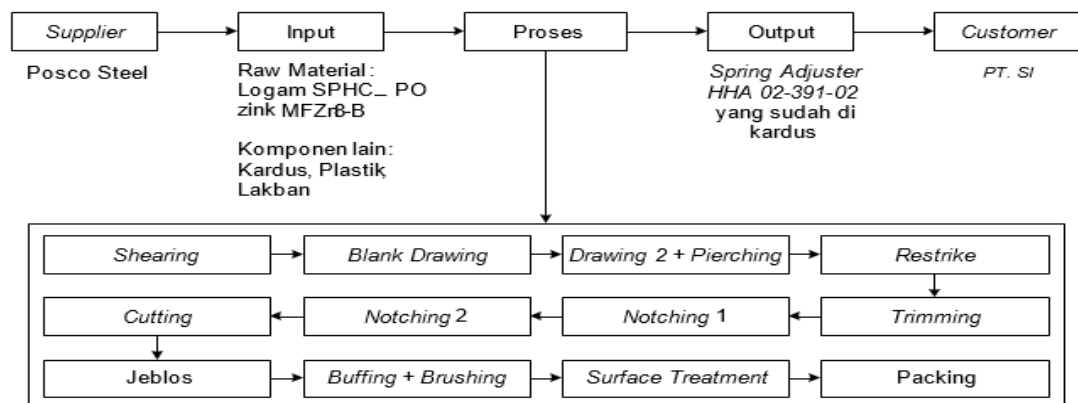 Supplier
Input
Proses
Output
Customer
Posco Steel
Raw Material:
Logam SPHC_ PO
zink MFZn8-B
Komponen lain:
Kardus, Plastik,
Lakban
Spring Adjuster
HHA 02-391-02
yang sudah di
kardus
PT. SI
Shearing
Blank Drawing
Drawing 2 + Pierching
Restrike
Cutting
Notching 2
Notching 1
Trimming
Jeblos
Buffing + Brushing
Surface Treatment
Packing